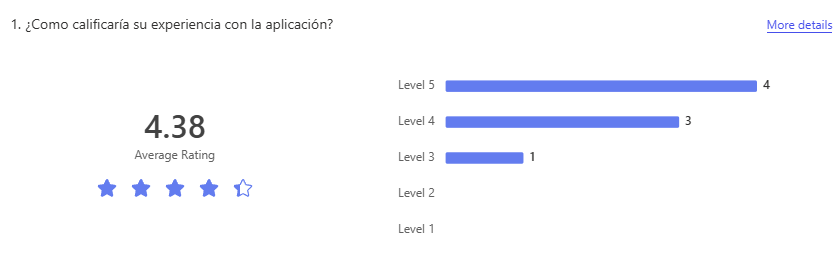 1. ¿Como calificaría su experiencia con la aplicación?
More details
4.38
Average Rating
Level 5 4
Level 4 3
Level 3 1
Level 2
Level 1